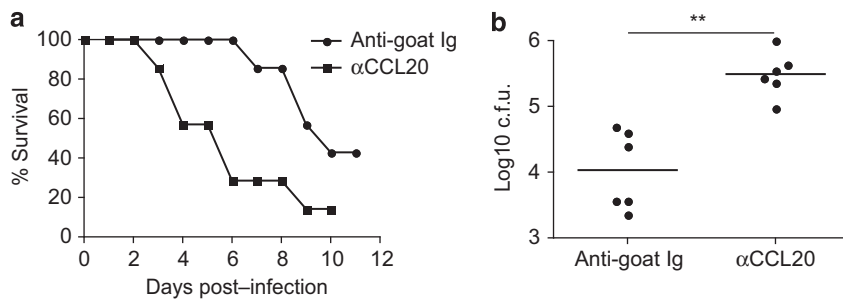 a
100
80
60
40
20
0
% Survival
0 2 4 6 8 10 12
Days post–infection
Anti-goat Ig
αCCL20
b
**
6
5
4
3
Log10 c.f.u.
Anti-goat Ig αCCL20